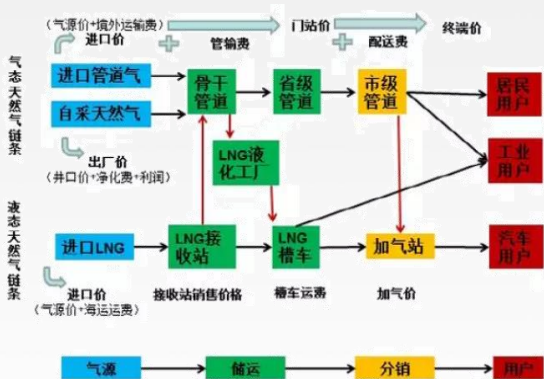 (气源价+境外运输费)
进口价
管输费
门站价
配送费
终端价
气态天然气链条
进口管道气
自采天然气
骨干
管道
省级
管道
市级
管道
居民
用户
出厂价
(井口价+净化费+利润)
LNG液
化工厂
工业
用户
液态天然气链条
进口LNG
LNG接
收站
LNG
槽车
加气站
汽车
用户
进口价
(气源价+海运运费)
接收站销售价格
槽车运费
加气价
气源
储运
分销
用户